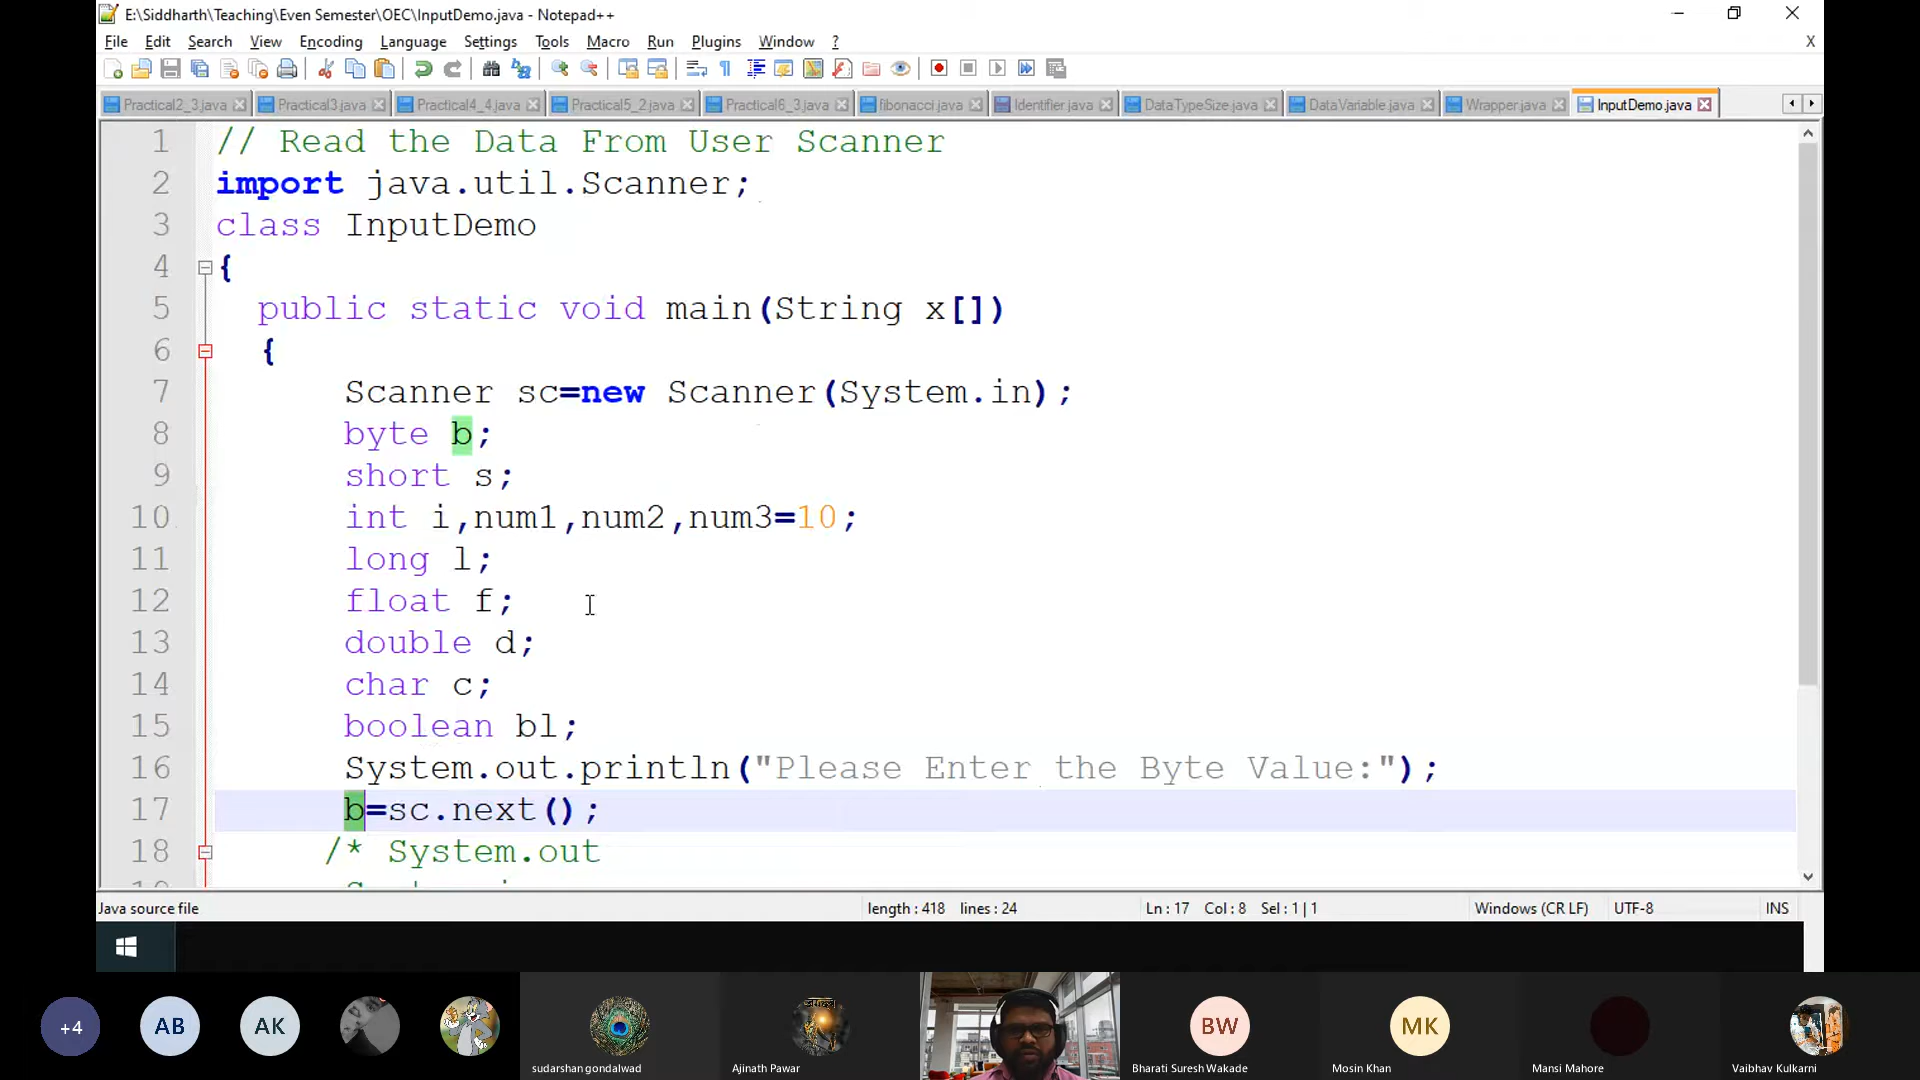 E:\Siddharth\Teaching\Even Semester\OEC\InputDemo.java - Notepad++
File Edit Search View Encoding Language Settings Tools Macro Run Plugins Window ? X
Practical2_3.java Practical3.java Practical4_4.java Practical5_2.java Practical6_3.java fibonacci.java Identifier.java DataTypeSize.java DataVariable.java Wrapper.java InputDemo.java
1 // Read the Data From User Scanner
2 import java.util.Scanner;
3 class InputDemo
4 {
5 public static void main(String x[])
6 {
7 Scanner sc=new Scanner(System.in);
8 byte b;
9 short s;
10 int i,num1,num2,num3=10;
11 long l;
12 float f;
13 double d;
14 char c;
15 boolean bl;
16 System.out.println("Please Enter the Byte Value:");
17 b=sc.next();
18 /* System.out
Java source file length : 418 lines : 24 Ln : 17 Col : 8 Sel : 1 | 1 Windows (CR LF) UTF-8 INS
+4 AB AK BW MK
sudarshan gondalwad Ajinath Pawar Bharati Suresh Wakade Mosin Khan Mansi Mahore Vaibhav Kulkarni